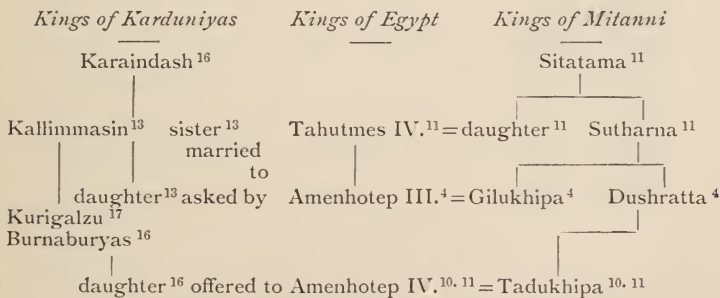 Kings of Karduniyas Kings of Egypt Kings of Mitanni
Karaindash 16 Sitatama 11
Kallimmasin 13 sister 13 Tahutmes IV. 11 = daughter 11 Sutharna 11
married
to
daughter 13 asked by Amenhotep III. 4 = Gilukhipa 4 Dushratta 4
Kurigalzu 17
Burnaburyas 16
daughter 16 offered to Amenhotep IV. 10. 11 = Tadukhipa 10. 11